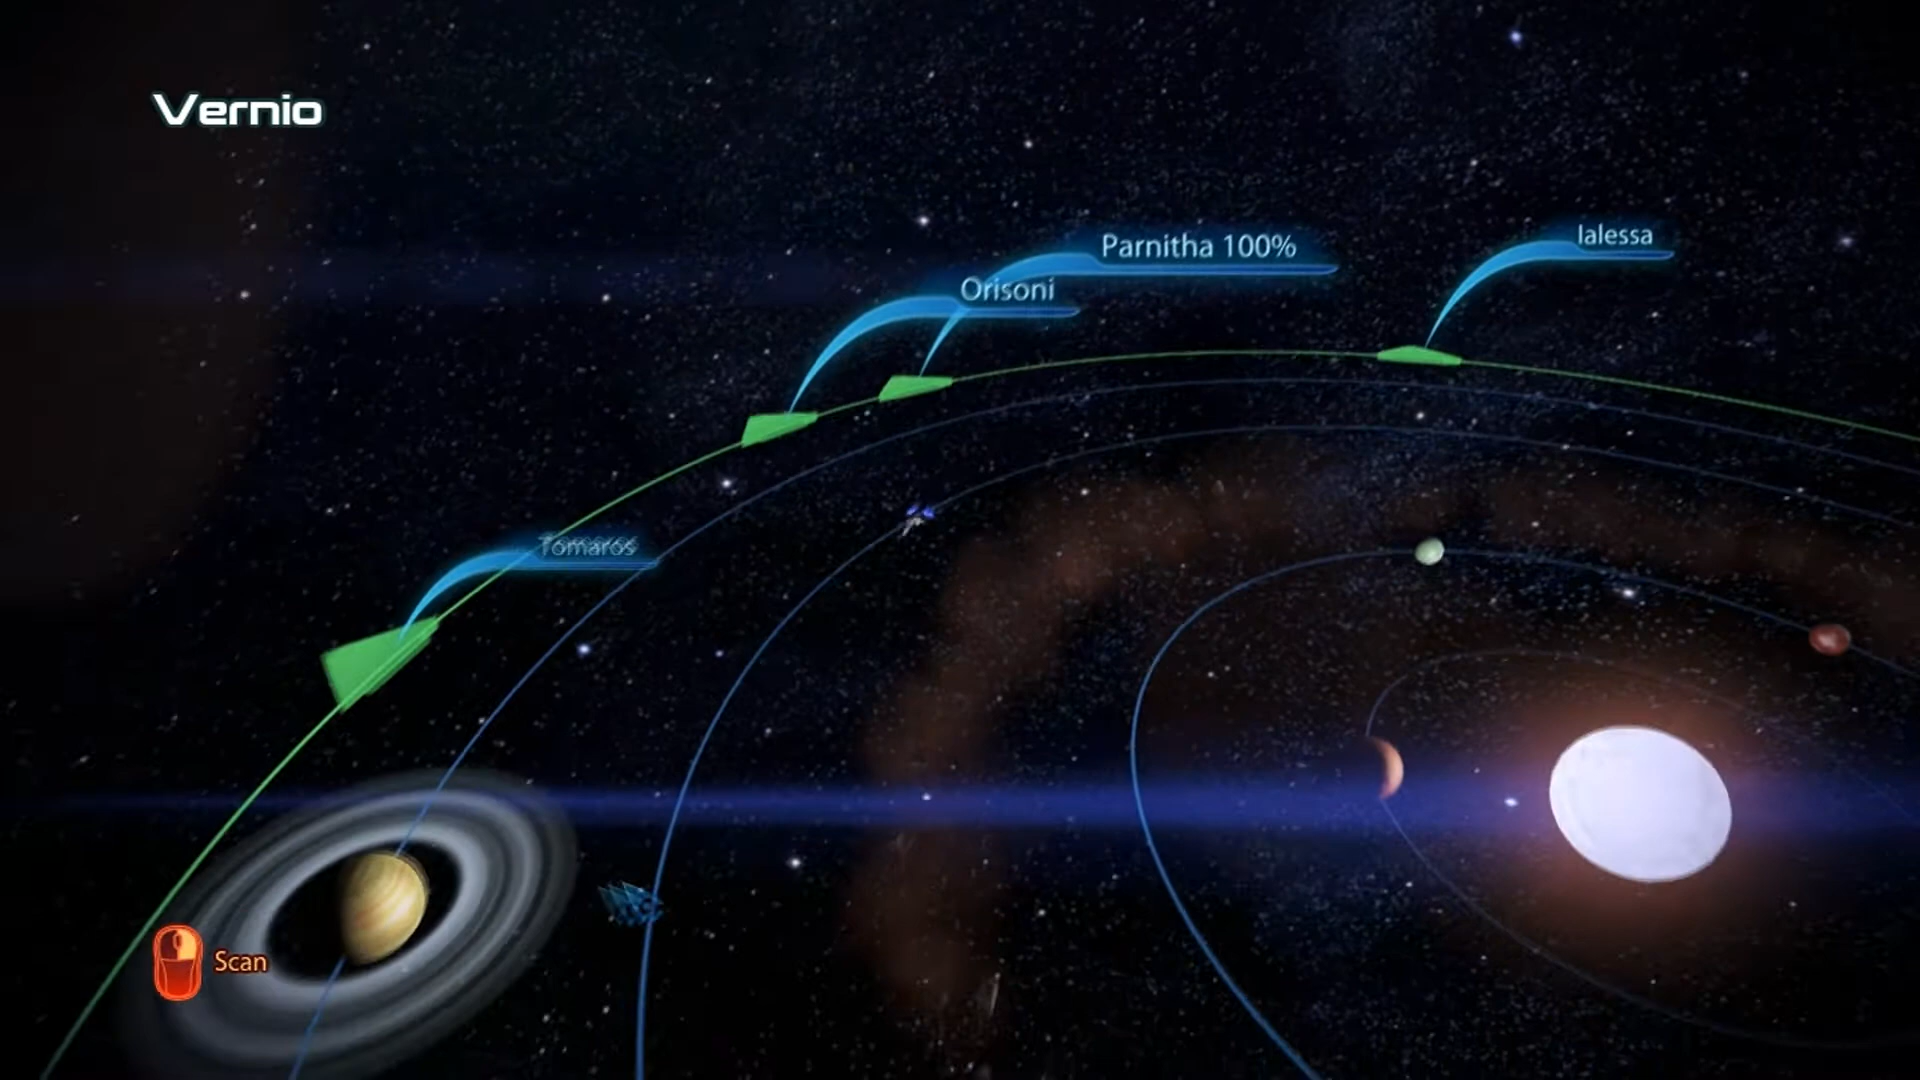 Vernio
Parnitha 100%
Ialessa
Orisoni
Tomaros
Scan